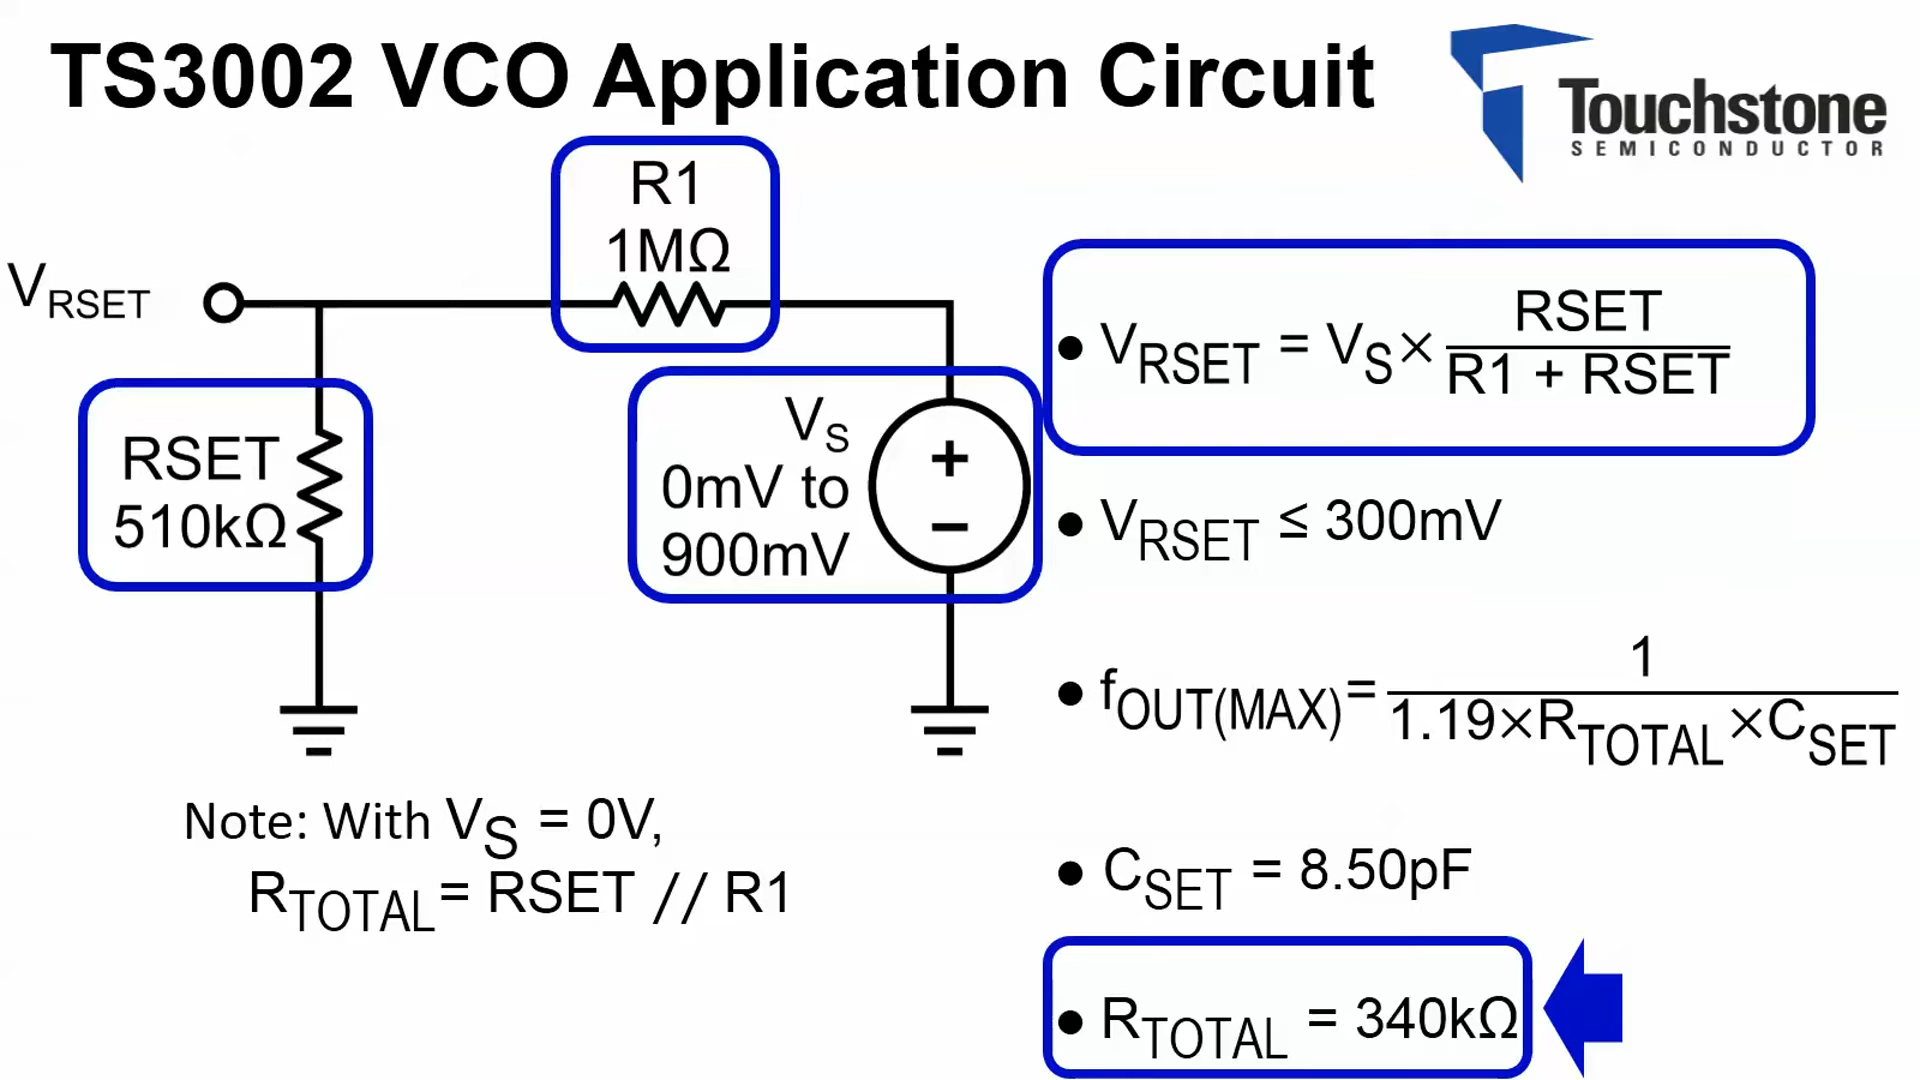 TS3002 VCO Application Circuit
Touchstone
SEMICONDUCTOR
R1
1MΩ
VRSET
RSET
510kΩ
VS
0mV to
900mV
+
−
Note: With VS = 0V,
RTOTAL = RSET // R1
● VRSET = VS × RSET
R1 + RSET
● VRSET ≤ 300mV
● fOUT(MAX) = 1
1.19×RTOTAL×CSET
● CSET = 8.50pF
● RTOTAL = 340kΩ